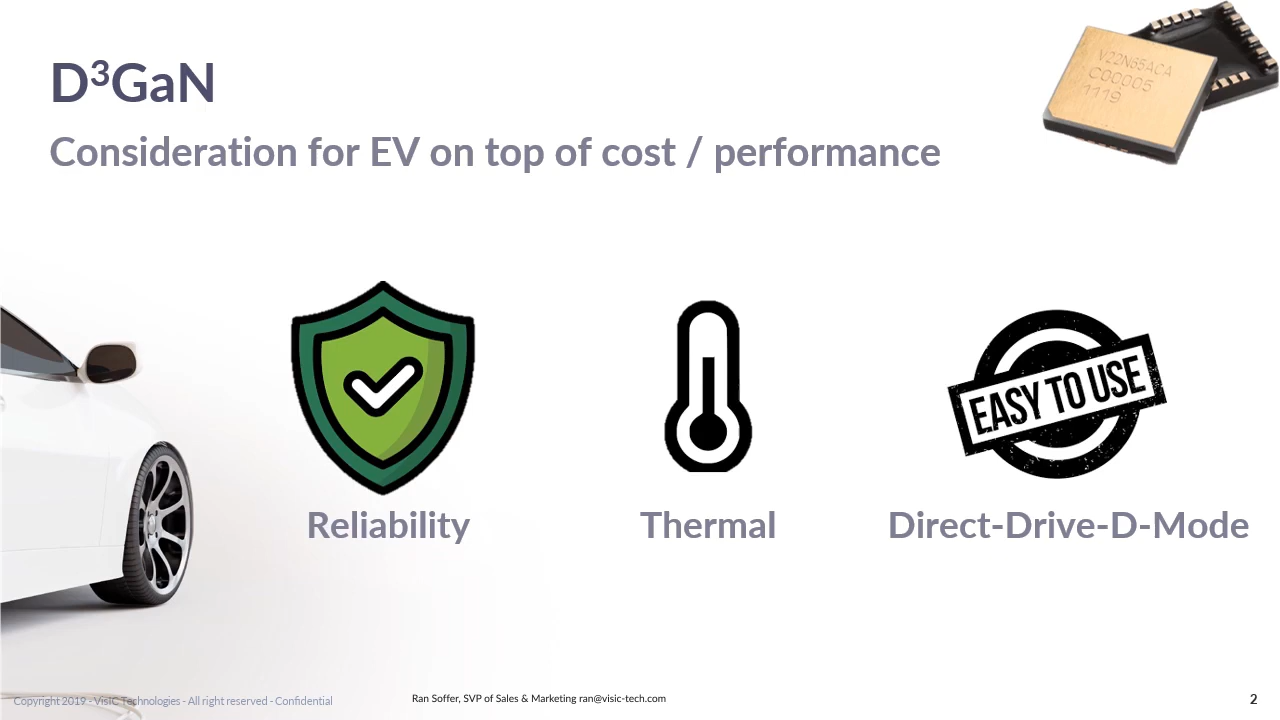 D³GaN
Consideration for EV on top of cost / performance
V22N65ACA
C00005
1119
EASY TO USE
Reliability
Thermal
Direct-Drive-D-Mode
Copyright 2019 - VisIC Technologies - All right reserved - Confidential
Ran Soffer, SVP of Sales & Marketing ran@visic-tech.com
2